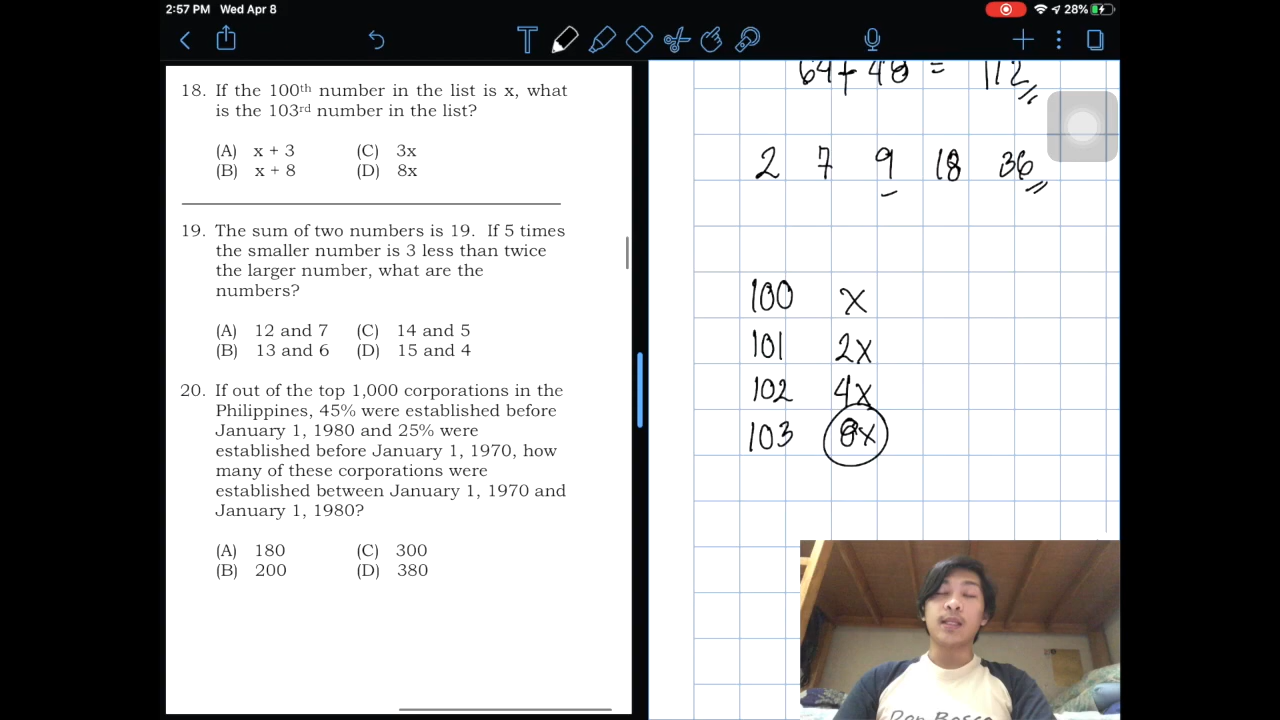 2:57 PM Wed Apr 8
28%
T
18. If the 100th number in the list is x, what
is the 103rd number in the list?
(A) x + 3 (C) 3x
(B) x + 8 (D) 8x
19. The sum of two numbers is 19. If 5 times
the smaller number is 3 less than twice
the larger number, what are the
numbers?
(A) 12 and 7 (C) 14 and 5
(B) 13 and 6 (D) 15 and 4
20. If out of the top 1,000 corporations in the
Philippines, 45% were established before
January 1, 1980 and 25% were
established before January 1, 1970, how
many of these corporations were
established between January 1, 1970 and
January 1, 1980?
(A) 180 (C) 300
(B) 200 (D) 380
64 + 48 = 112
2 7 9 18 36
100 x
101 2x
102 4x
103 8x
Don Bosco